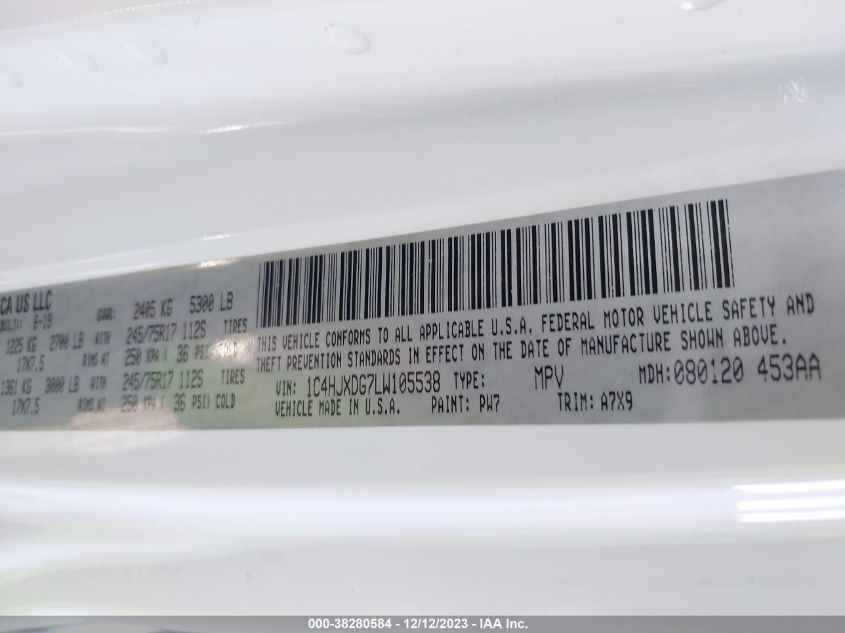 CA US LLC
BUILT: 8-19 GVWR: 2405 KG 5300 LB
1225 KG 2700 LB WITH 245/75R17 112S TIRES
17X7.5 RIMS AT 250 KPA ( 36 PSI) COLD
1361 KG 3000 LB WITH 245/75R17 112S TIRES
17X7.5 RIMS AT 250 KPA ( 36 PSI) COLD
THIS VEHICLE CONFORMS TO ALL APPLICABLE U.S.A. FEDERAL MOTOR VEHICLE SAFETY AND
THEFT PREVENTION STANDARDS IN EFFECT ON THE DATE OF MANUFACTURE SHOWN ABOVE.
VIN: 1C4HJXDG7LW105538 TYPE: MPV MDH:080120 453AA
VEHICLE MADE IN U.S.A. PAINT: PW7 TRIM: A7X9
000-38280584 - 12/12/2023 - IAA Inc.